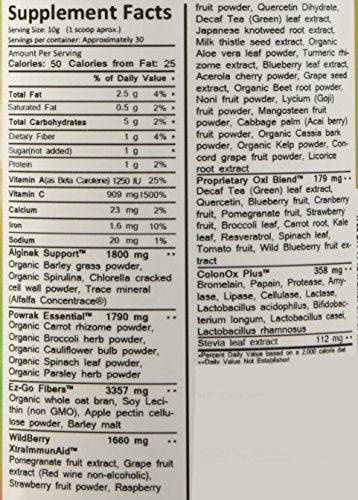 Supplement Facts
Serving Size: 10g (1 scoop aprox.)
Servings per container: Approximately 30
Amount Per Serving
Calories: 50 Calories from Fat: 25
% of Daily Value •
Total Fat 2.5 g 4% •
Saturated Fat 0.5 g 2% •
Total Carbohydrates 5 g 2% •
Dietary Fiber 1 g 4% •
Sugar(not added) 1 g •
Protein 1 g 2%
Vitamin A(as Beta Carotene) 1250 IU 25%
Vitamin C 909 mg 1500%
Calcium 23 mg 2%
Iron 1.6 mg 10%
Sodium 20 mg 1%
Alginek Support™ 1800 mg ••
Organic Barley grass powder,
Organic Spirulina, Chlorella cracked
cell wall powder, Trace mineral
(Alfalfa Concentrace®)
Powrak Essential™ 1790 mg ••
Organic Carrot rhizome powder,
Organic Broccoli herb powder,
Organic Cauliflower bulb powder,
Organic Spinach leaf powder,
Organic Parsley herb powder
Ez-Go Fibers™ 3357 mg ••
Organic whole oat bran, Soy Leci-
thin (non GMO), Apple pectin cellu-
lose powder, Barley malt
WildBerry 1660 mg ••
XtraImmunAid™
Pomegranate fruit extract, Grape fruit
extract (Red wine non-alcoholic),
Strawberry fruit powder, Raspberry
fruit powder, Quercetin Dihydrate,
Decaf Tea (Green) leaf extract,
Japanese knotweed root extract,
Milk thistle seed extract, Organic
Aloe vera leaf powder, Turmeric rhi-
zome extract, Blueberry leaf extract,
Acerola cherry powder, Grape seed
extract, Organic Beet root powder,
Noni fruit powder, Lycium (Goji)
fruit powder, Mangosteen fruit
powder, Cabbage palm (Acai berry)
fruit powder, Organic Cassia bark
powder, Organic Kelp powder, Con-
cord grape fruit powder, Licorice
root extract
Proprietary Oxi Blend™ 179 mg ••
Decaf Tea (Green) leaf extract,
Quercetin, Blueberry fruit, Cranberry
fruit, Pomegranate fruit, Strawberry
fruit, Broccoli leaf, Carrot root, Kale
leaf, Resveratrol, Spinach leaf,
Tomato fruit, Wild Blueberry fruit ex-
tract
ColonOx Plus™ 358 mg ••
Bromelain, Papain, Protease, Amy-
lase, Lipase, Cellulase, Lactase,
Lactobacillus acidophilus, Bifidobac-
terium longum, Lactobacillus casei,
Lactobacillus rhamnosus
Stevia leaf extract 112 mg ••
•Percent Daily Value based on a 2,000 calorie diet
••Daily Value Not Established